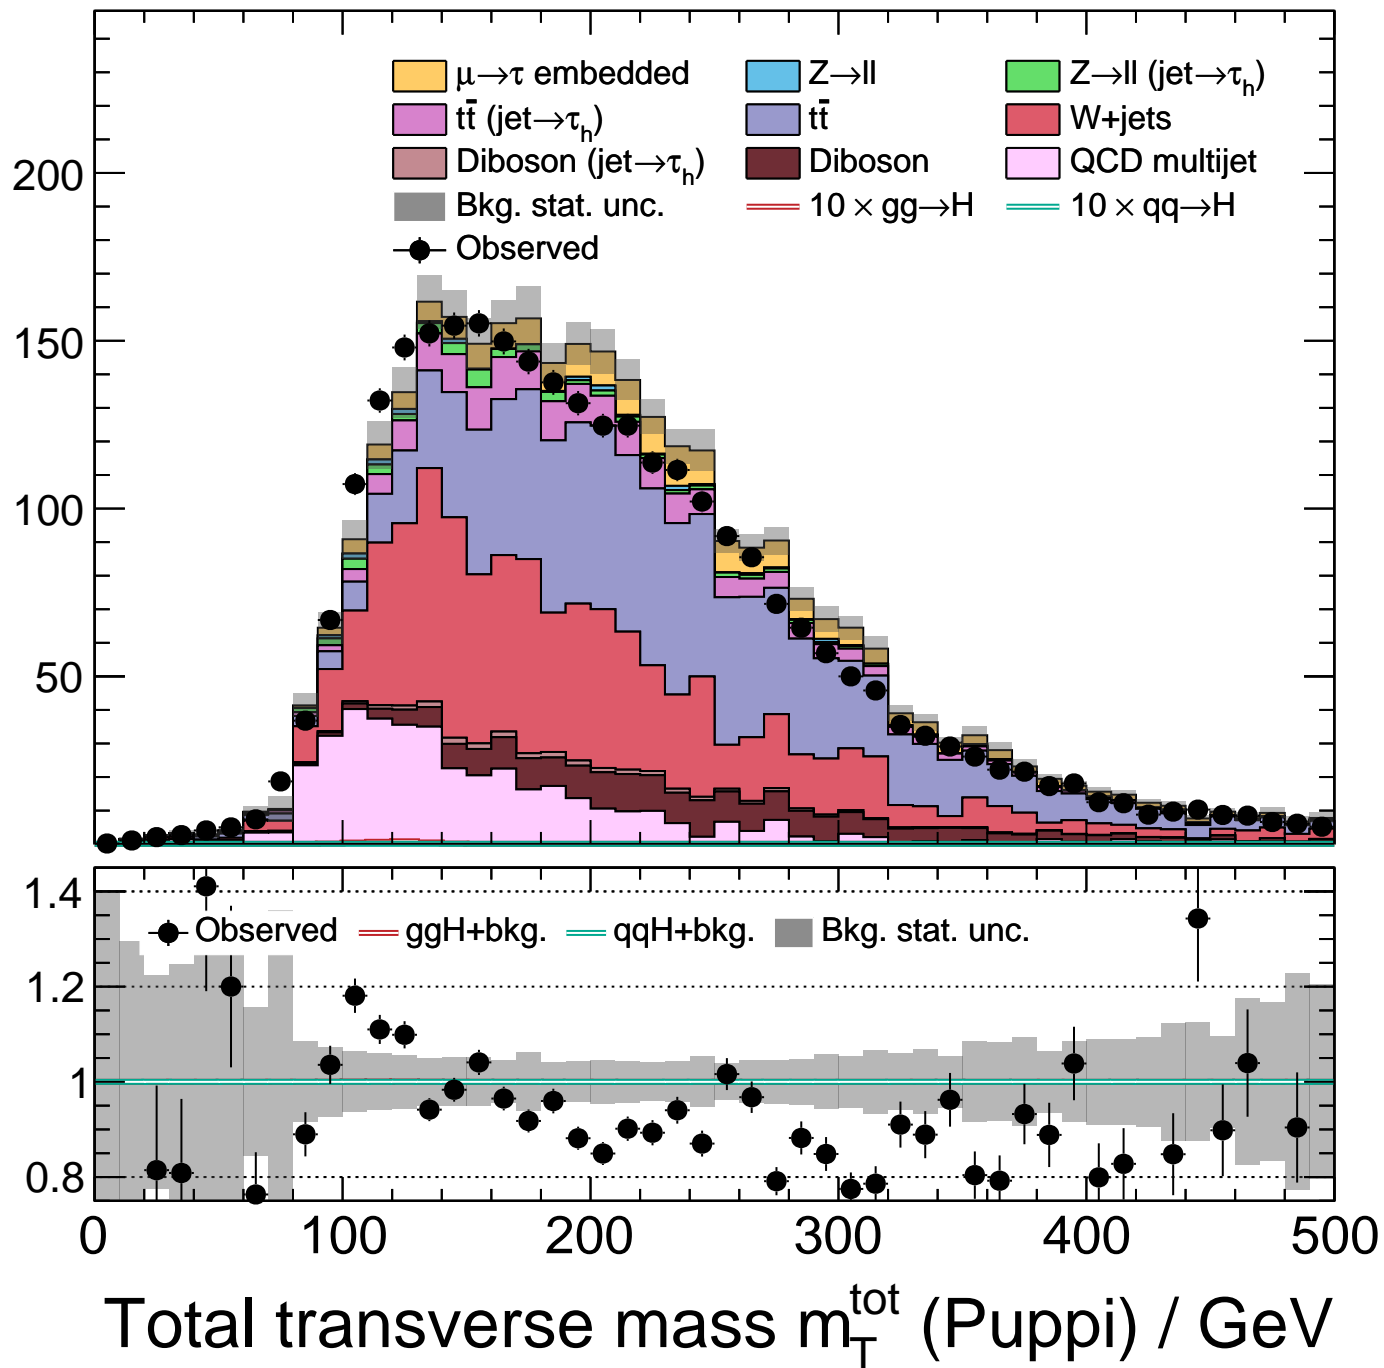 μ→τ embedded Z→ll Z→ll (jet→τh)
tt̄ (jet→τh) tt̄ W+jets
Diboson (jet→τh) Diboson QCD multijet
Bkg. stat. unc. 10 × gg→H 10 × qq→H
Observed
200
150
100
50
1.4
Observed ggH+bkg. qqH+bkg. Bkg. stat. unc.
1.2
1
0.8
0 100 200 300 400 500
Total transverse mass m_T^tot (Puppi) / GeV